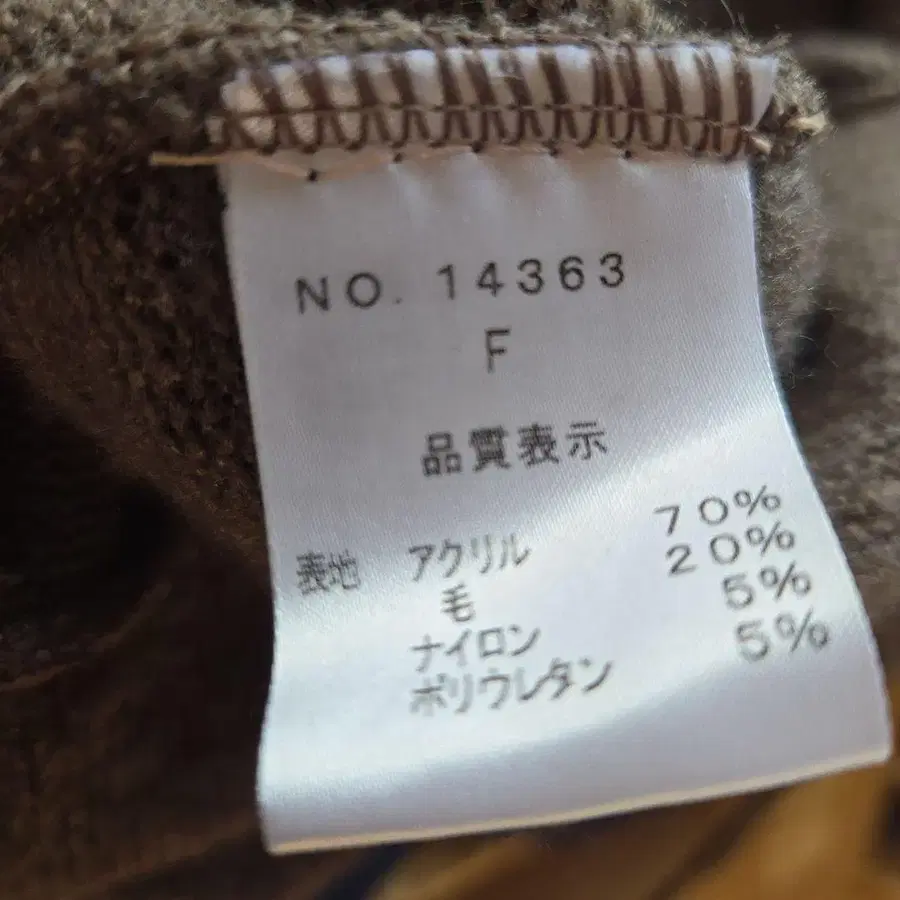 NO. 14363
F
品質表示
表地 アクリル 70%
毛 20%
ナイロン 5%
ポリウレタン 5%